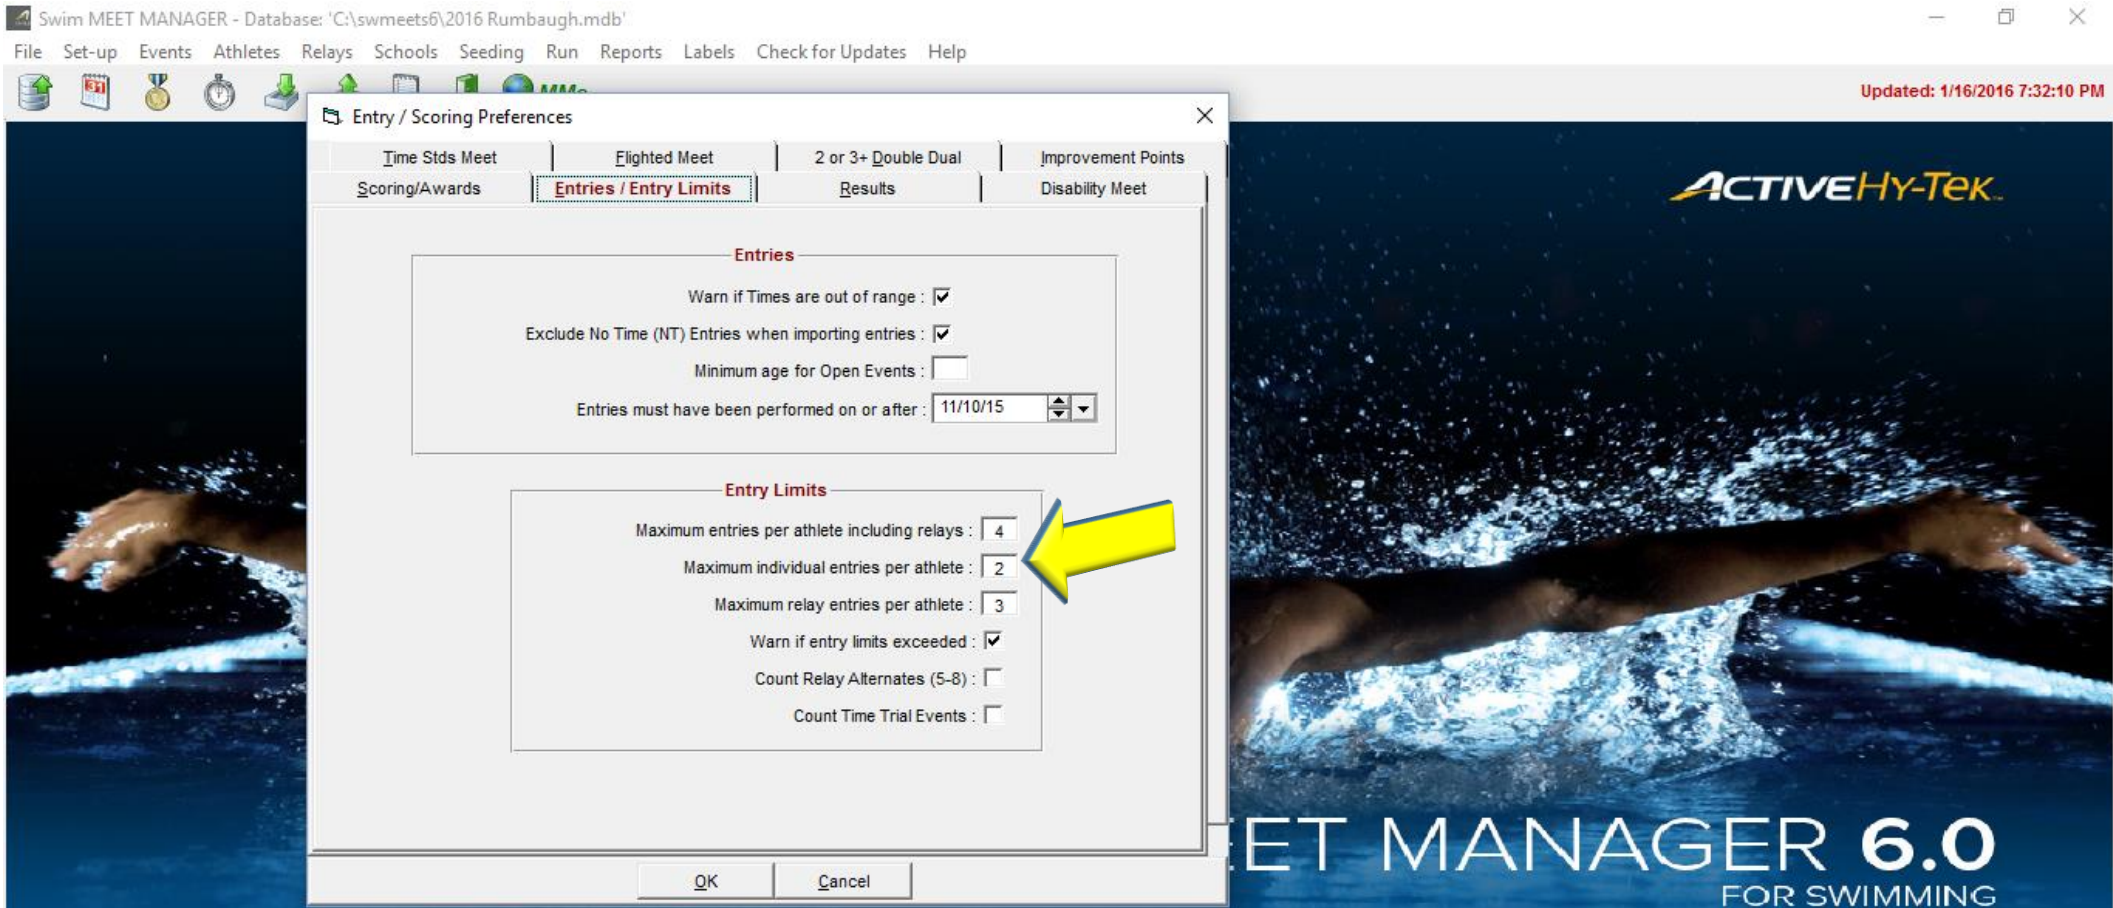 Swim MEET MANAGER - Database: 'C:\swmeets6\2016 Rumbaugh.mdb'
File Set-up Events Athletes Relays Schools Seeding Run Reports Labels Check for Updates Help
Updated: 1/16/2016 7:32:10 PM
Entry / Scoring Preferences
Time Stds Meet Flighted Meet 2 or 3+ Double Dual Improvement Points
Scoring/Awards Entries / Entry Limits Results Disability Meet
ACTIVE HY-TEK
Entries
Warn if Times are out of range :
Exclude No Time (NT) Entries when importing entries :
Minimum age for Open Events :
Entries must have been performed on or after : 11/10/15
Entry Limits
Maximum entries per athlete including relays : 4
Maximum individual entries per athlete : 2
Maximum relay entries per athlete : 3
Warn if entry limits exceeded :
Count Relay Alternates (5-8) :
Count Time Trial Events :
EET MANAGER 6.0
FOR SWIMMING
OK Cancel